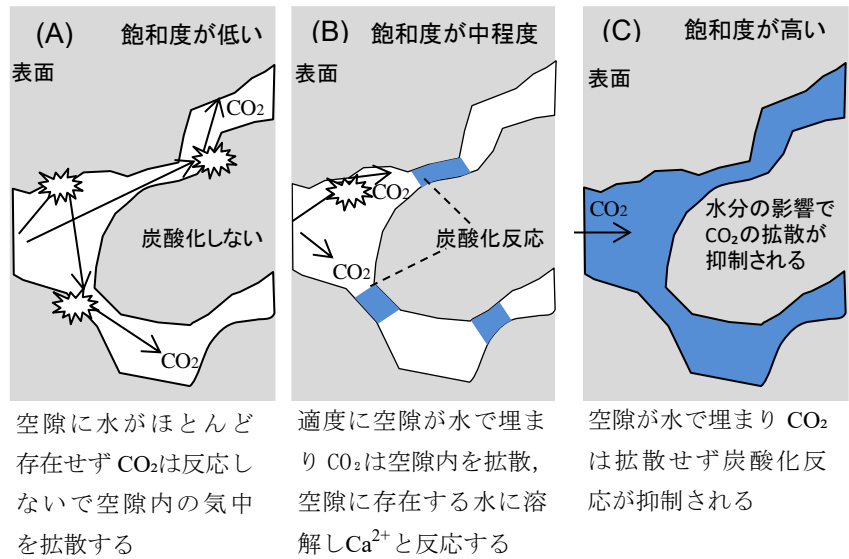 (A) 飽和度が低い
表面
CO₂
炭酸化しない
CO₂
空隙に水がほとんど
存在せず CO₂は反応し
ないで空隙内の気中
を拡散する
(B) 飽和度が中程度
表面
CO₂
炭酸化反応
CO₂
適度に空隙が水で埋ま
り CO₂は空隙内を拡散,
空隙に存在する水に溶
解しCa²⁺と反応する
(C) 飽和度が高い
表面
CO₂
水分の影響で
CO₂の拡散が
抑制される
空隙が水で埋まり CO₂
は拡散せず炭酸化反
応が抑制される